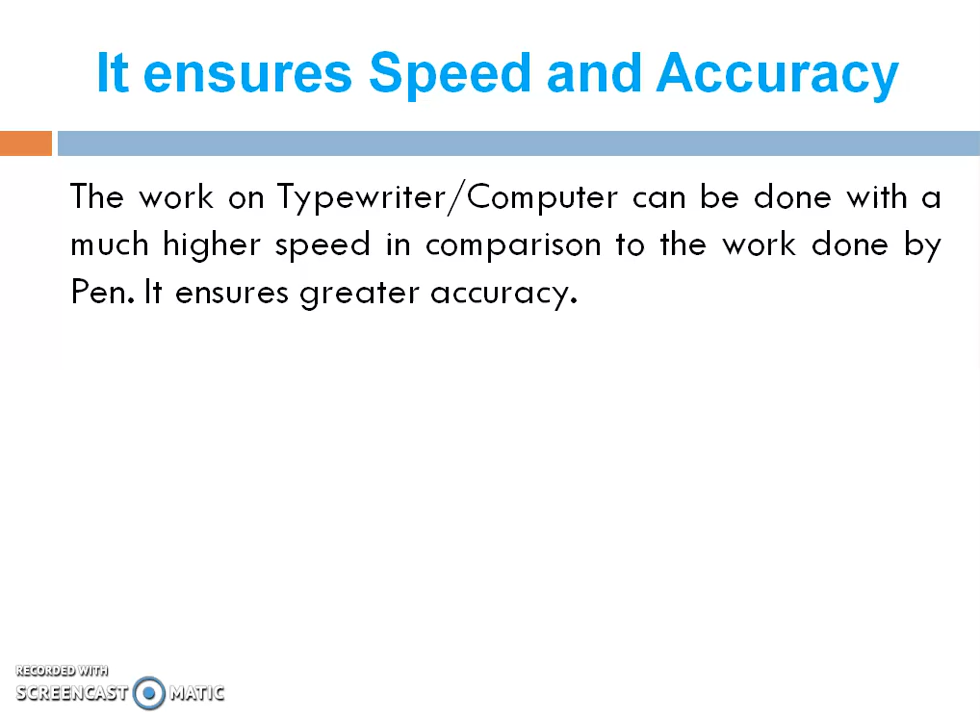 It ensures Speed and Accuracy
The work on Typewriter/Computer can be done with a
much higher speed in comparison to the work done by
Pen. It ensures greater accuracy.
RECORDED WITH
SCREENCAST MATIC